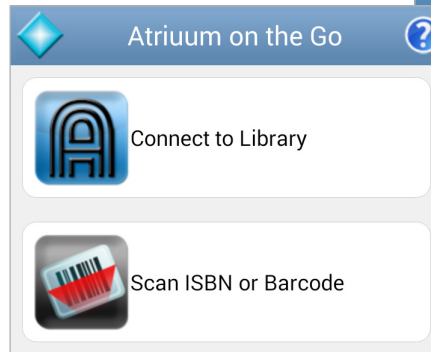 Atriuum on the Go
?
Connect to Library
Scan ISBN or Barcode